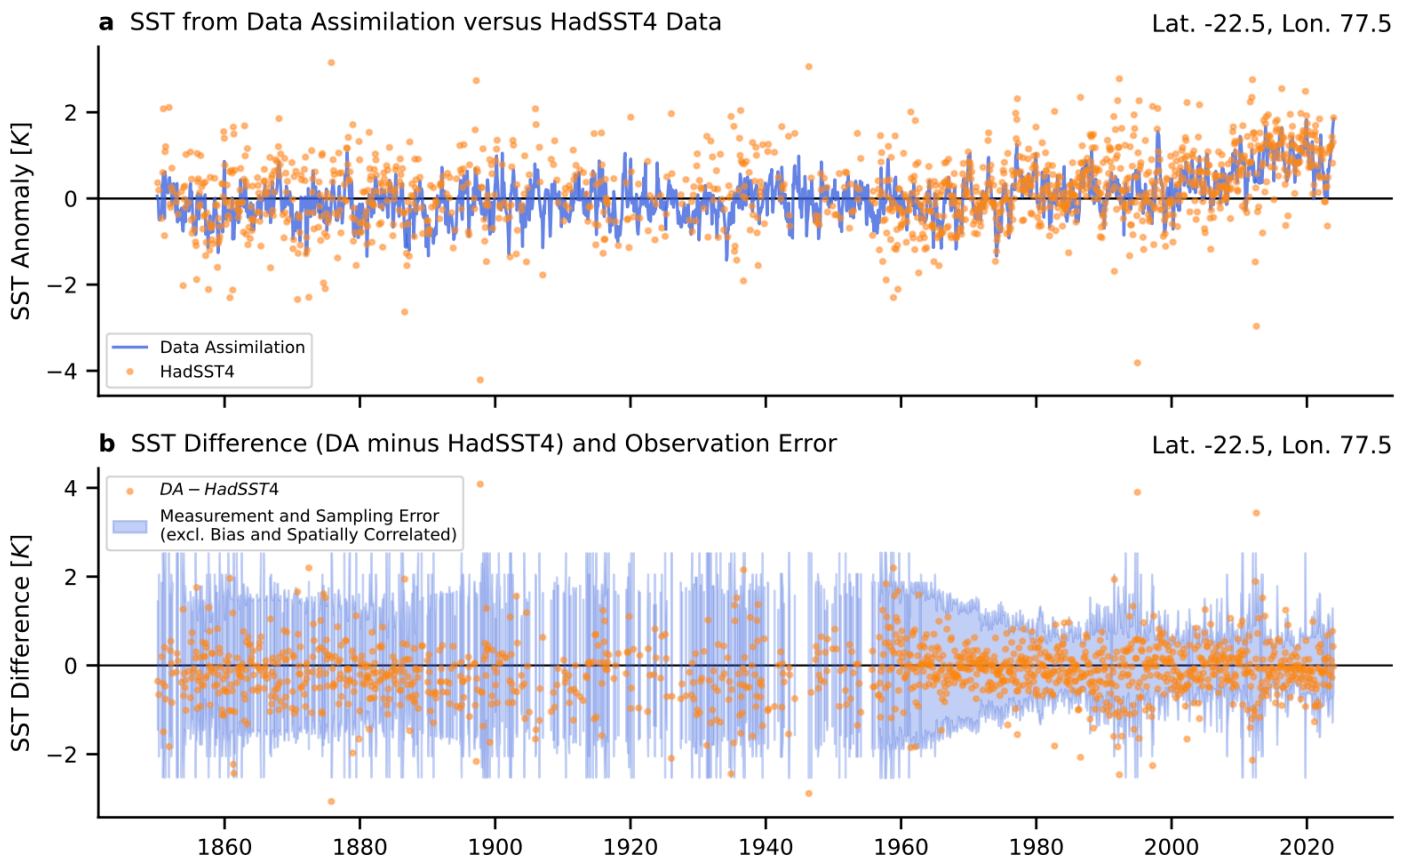 a SST from Data Assimilation versus HadSST4 Data
Lat. -22.5, Lon. 77.5
SST Anomaly [K]
2
0
−2
−4
Data Assimilation
HadSST4
b SST Difference (DA minus HadSST4) and Observation Error
Lat. -22.5, Lon. 77.5
SST Difference [K]
4
2
0
−2
DA − HadSST4
Measurement and Sampling Error
(excl. Bias and Spatially Correlated)
1860 1880 1900 1920 1940 1960 1980 2000 2020